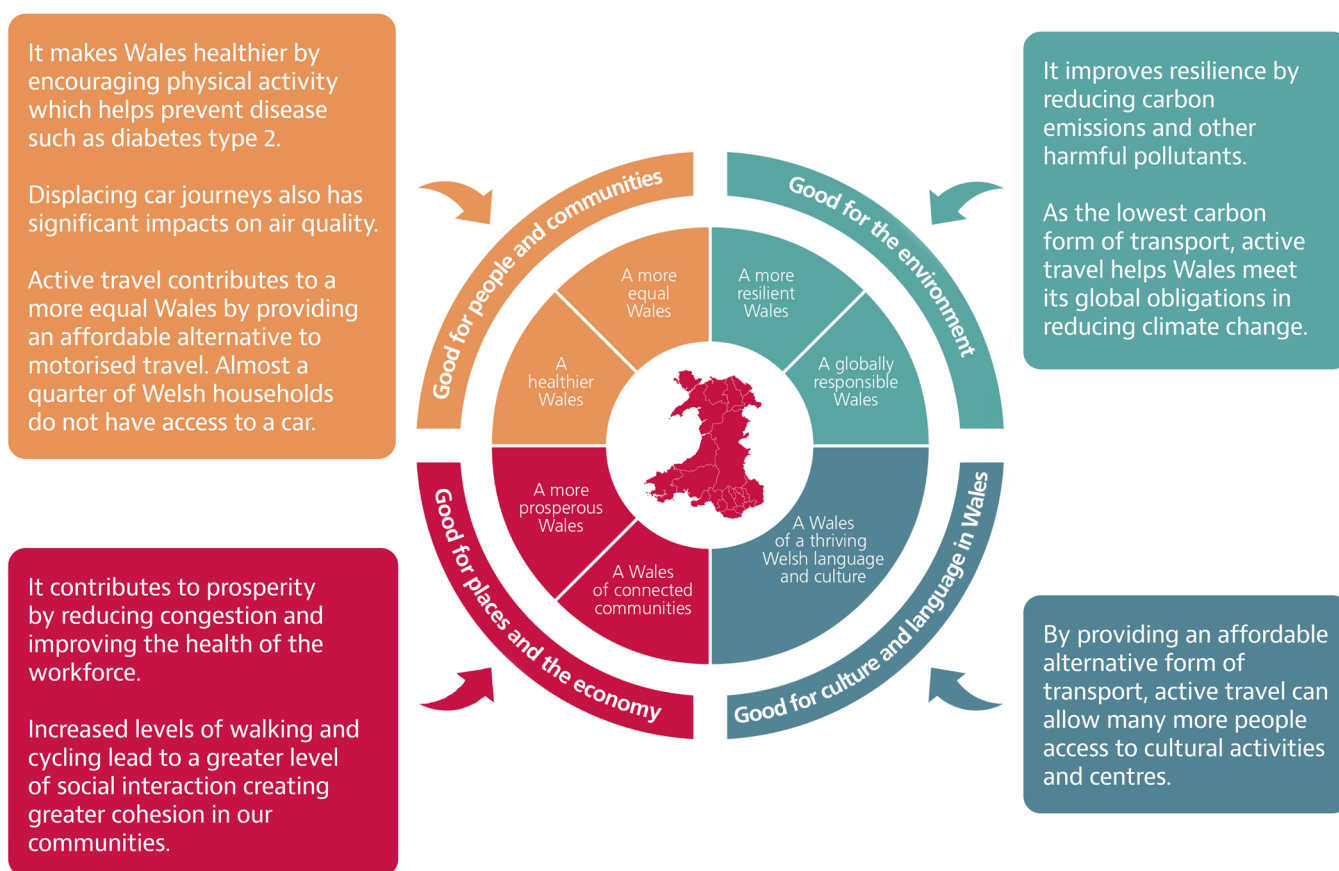 It makes Wales healthier by
encouraging physical activity
which helps prevent disease
such as diabetes type 2.
Displacing car journeys also has
significant impacts on air quality.
Active travel contributes to a
more equal Wales by providing
an affordable alternative to
motorised travel. Almost a
quarter of Welsh households
do not have access to a car.
It improves resilience by
reducing carbon
emissions and other
harmful pollutants.
As the lowest carbon
form of transport, active
travel helps Wales meet
its global obligations in
reducing climate change.
Good for people and communities
Good for the environment
A more
equal
Wales
A more
resilient
Wales
A
healthier
Wales
A globally
responsible
Wales
A more
prosperous
Wales
A Wales
of connected
communities
A Wales
of a thriving
Welsh language
and culture
Good for places and the economy
Good for culture and language in Wales
It contributes to prosperity
by reducing congestion and
improving the health of the
workforce.
Increased levels of walking and
cycling lead to a greater level
of social interaction creating
greater cohesion in our
communities.
By providing an affordable
alternative form of
transport, active travel can
allow many more people
access to cultural activities
and centres.